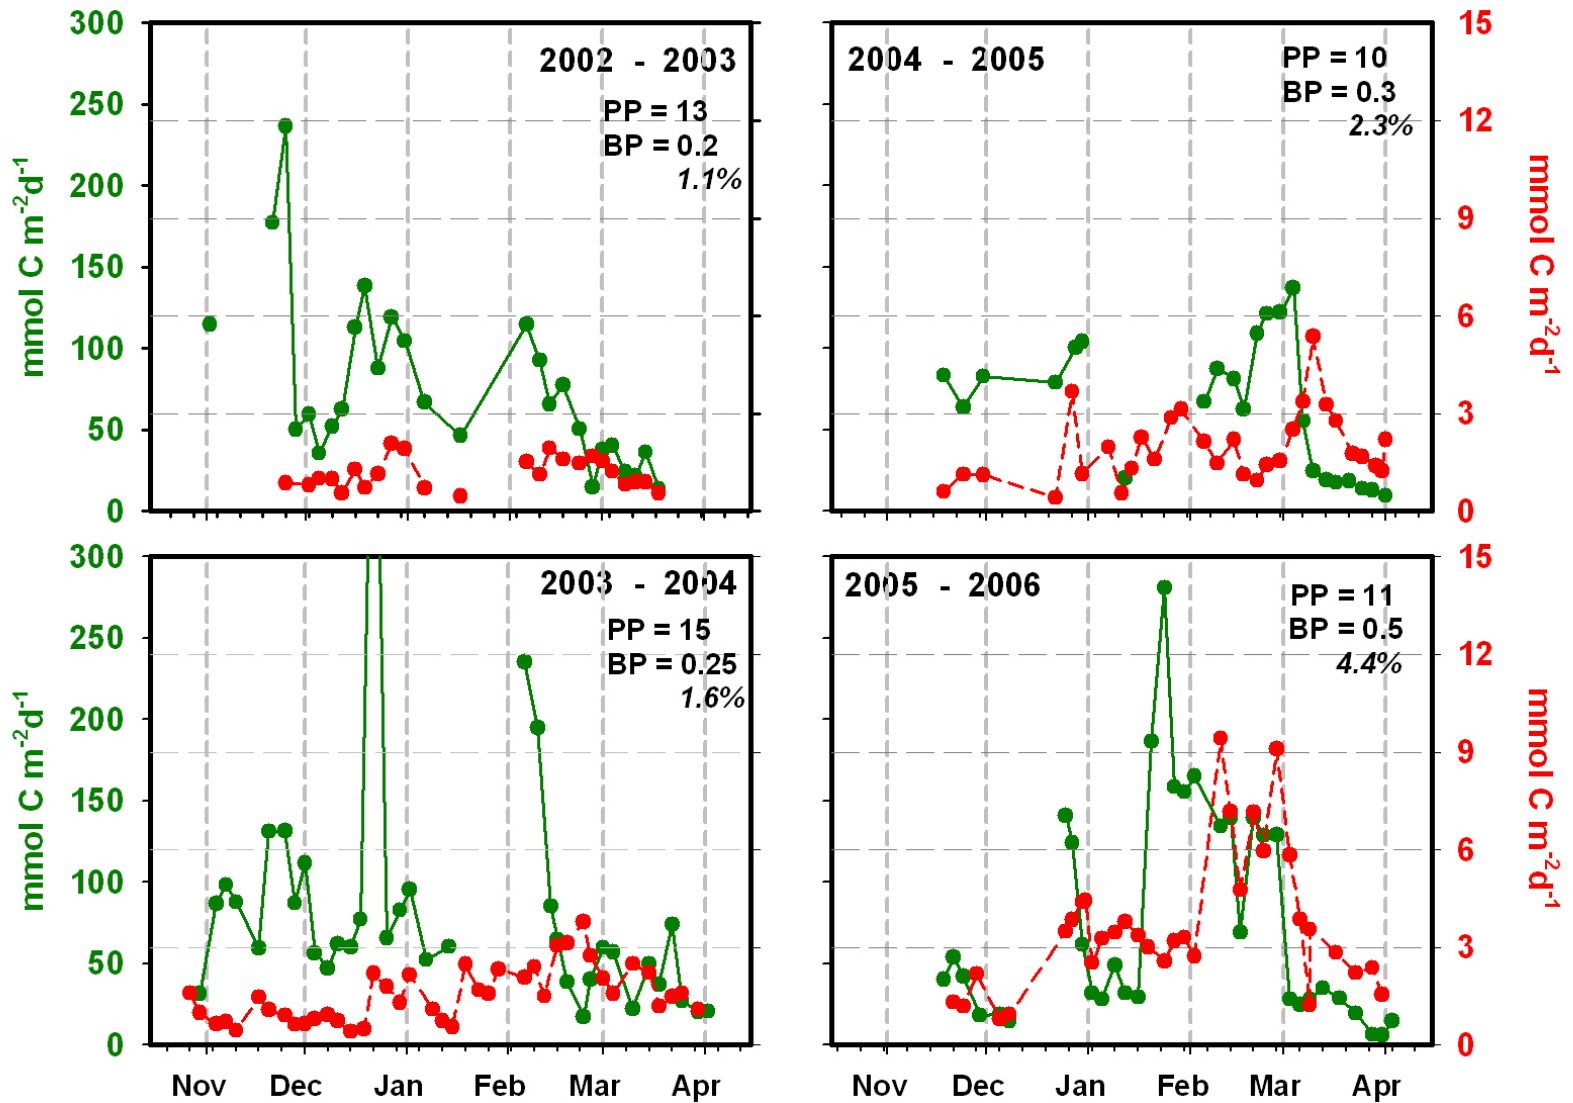 300
250
200
150
100
50
0
mmol C m⁻²d⁻¹
2002 - 2003
PP = 13
BP = 0.2
1.1%
2004 - 2005
PP = 10
BP = 0.3
2.3%
15
12
9
6
3
0
mmol C m⁻²d⁻¹
300
250
200
150
100
50
0
mmol C m⁻²d⁻¹
2003 - 2004
PP = 15
BP = 0.25
1.6%
Nov Dec Jan Feb Mar Apr
2005 - 2006
PP = 11
BP = 0.5
4.4%
15
12
9
6
3
0
mmol C m⁻²d⁻¹
Nov Dec Jan Feb Mar Apr